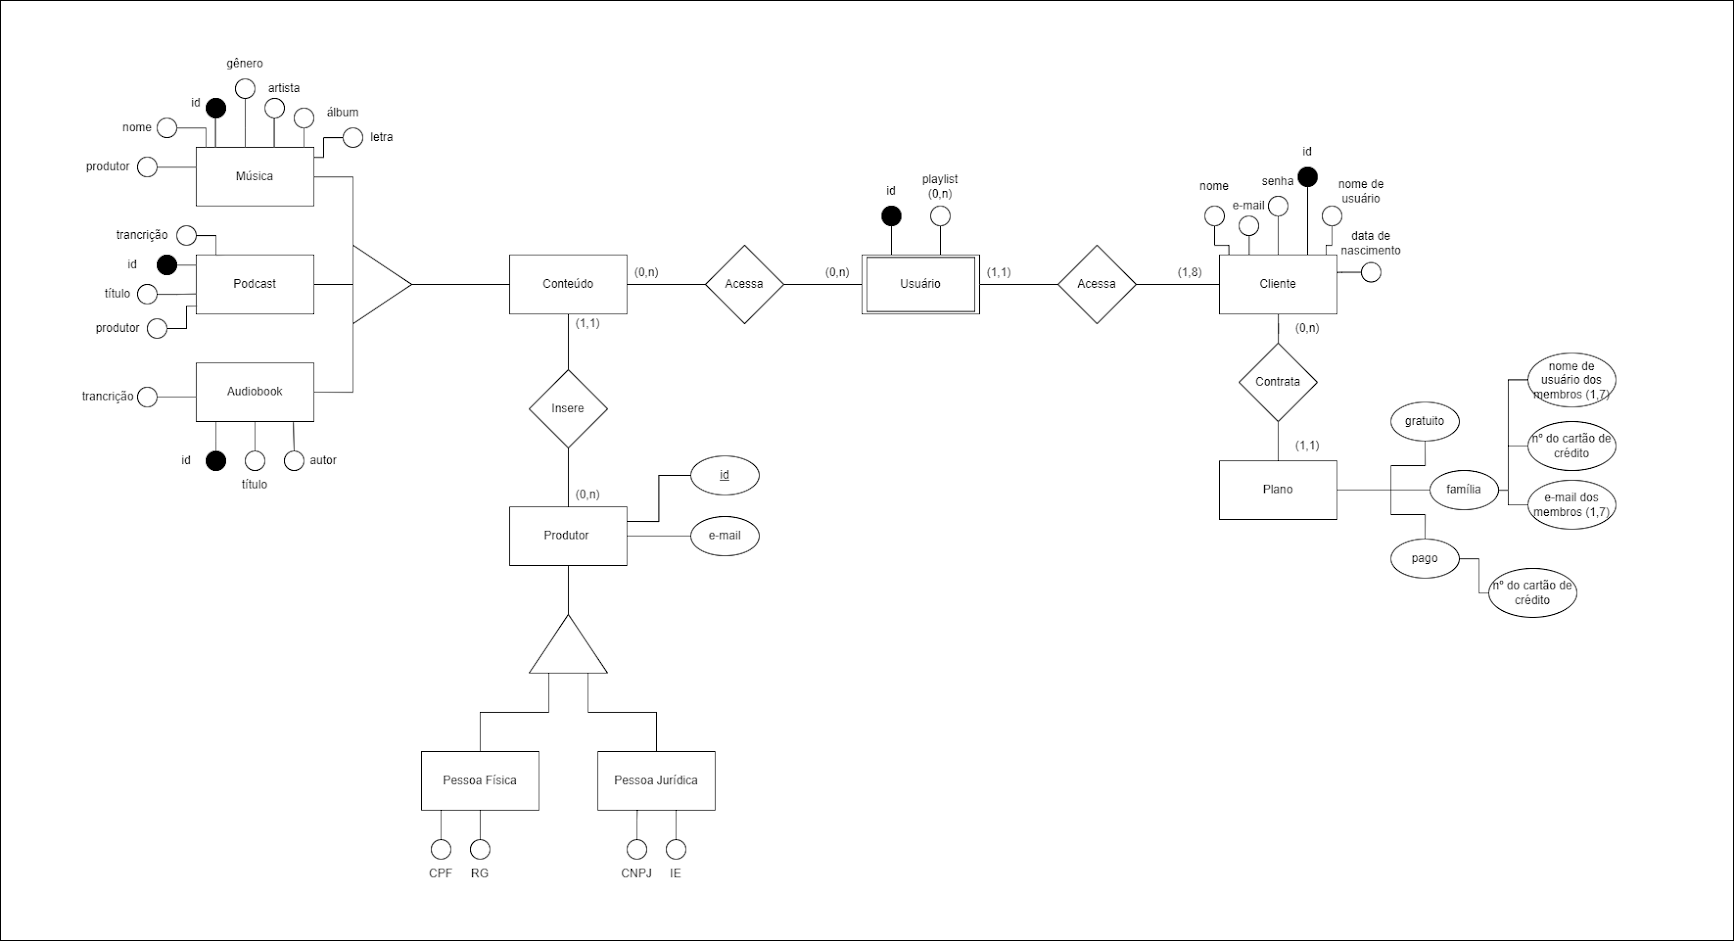 gênero
id
artista
álbum
nome
letra
produtor
Música
trancrição
id
Podcast
título
produtor
trancrição
Audiobook
id
título
autor
Conteúdo
(0,n)
Acessa
(0,n)
id
playlist
(0,n)
Usuário
(1,1)
Acessa
(1,8)
nome
e-mail
senha
id
nome de
usuário
data de
nascimento
Cliente
(0,n)
Contrata
(1,1)
Plano
gratuito
família
pago
nome de
usuário dos
membros (1,7)
nº do cartão de
crédito
e-mail dos
membros (1,7)
nº do cartão de
crédito
(1,1)
Insere
(0,n)
Produtor
id
e-mail
Pessoa Física
Pessoa Jurídica
CPF
RG
CNPJ
IE